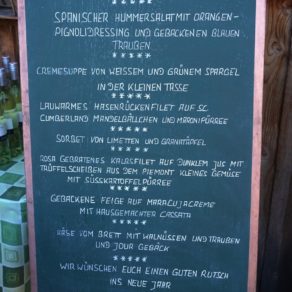 *****
SPANISCHER HUMMERSALAT MIT ORANGEN-
PIGNOLIDRESSING UND GEBACKENEN BLAUEN
TRAUBEN
*****
CREMESUPPE VON WEISSEM UND GRÜNEM SPARGEL
IN DER KLEINEN TASSE
*****
LAUWARMES HASENRÜCKENFILET AUF SC.
CUMBERLAND MANDELBÄLLCHEN UND MARONIPÜRREE
*****
SORBET VON LIMETTEN UND GRANATÄPFEL
*****
ROSA GEBRATENES KALBSFILET AUF DUNKLEM JUS MIT
TRÜFFELSCHEIBEN AUS DEM PIEMONT KLEINES GEMÜSE
MIT SÜSSKARTOFFELPÜRREE
*****
GEBACKENE FEIGE AUF MARACUJACREME
MIT HAUSGEMACHTER CASSATA
*****
KÄSE VOM BRETT MIT WALNÜSSEN UND TRAUBEN
UND JOUR GEBÄCK
*****
WIR WÜNSCHEN EUCH EINEN GUTEN RUTSCH
INS NEUE JAHR